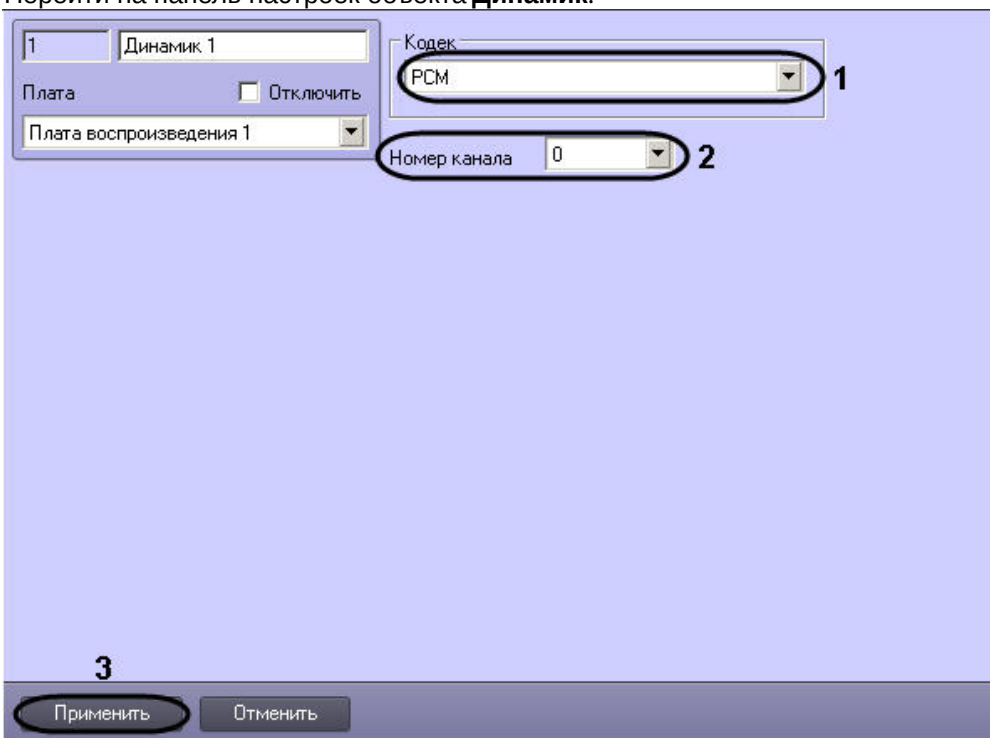 Перейти на панель настроек объекта Динамик.
1 Динамик 1
Кодек
PCM 1
Плата Отключить
Плата воспроизведения 1
Номер канала 0 2
3
Применить Отменить